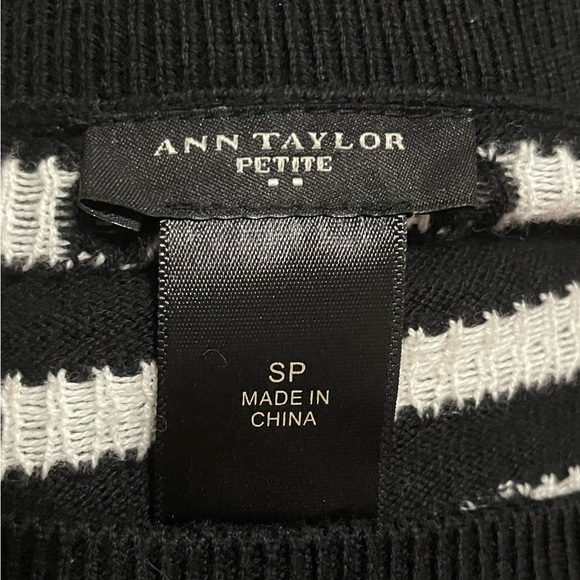 ANN TAYLOR
PETITE
SP
MADE IN
CHINA